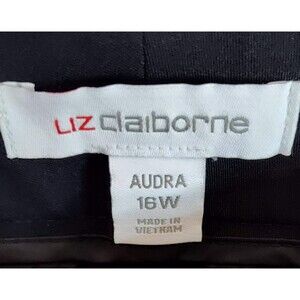 LIZ claiborne
AUDRA
16W
MADE IN
VIETNAM